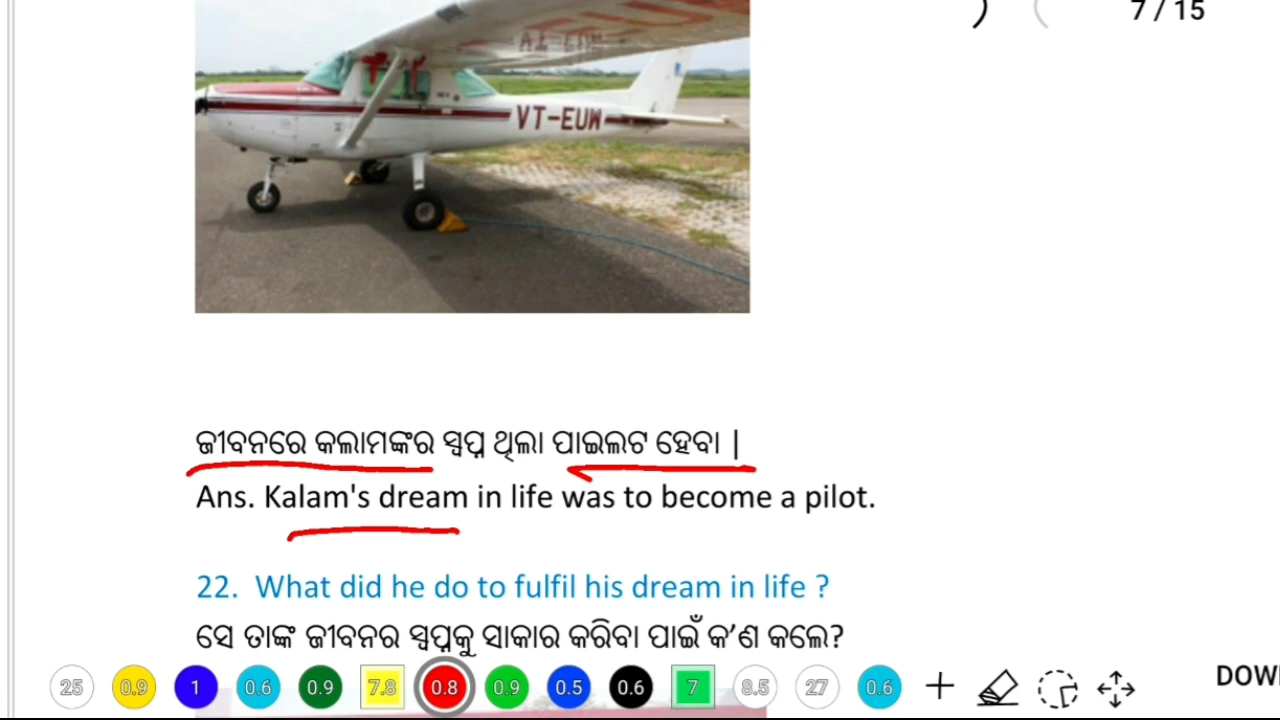 7 / 15
VT-EUW
ଜୀବନରେ କଲାମଙ୍କର ସ୍ଵପ୍ନ ଥିଲା ପାଇଲଟ ହେବା |
Ans. Kalam's dream in life was to become a pilot.
22. What did he do to fulfil his dream in life ?
ସେ ତାଙ୍କ ଜୀବନର ସ୍ଵପ୍ନକୁ ସାକାର କରିବା ପାଇଁ କ’ଣ କଲେ?
25 0.9 1 0.6 0.9 7.8 0.8 0.9 0.5 0.6 7 8.5 27 0.6